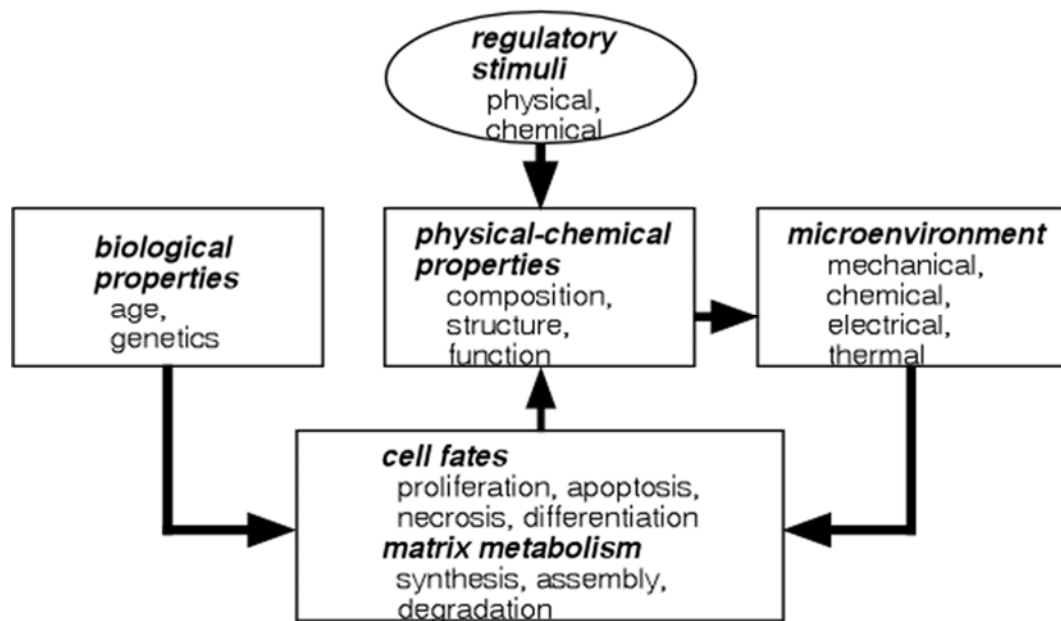 regulatory
stimuli
physical,
chemical
biological
properties
age,
genetics
physical-chemical
properties
composition,
structure,
function
microenvironment
mechanical,
chemical,
electrical,
thermal
cell fates
proliferation, apoptosis,
necrosis, differentiation
matrix metabolism
synthesis, assembly,
degradation